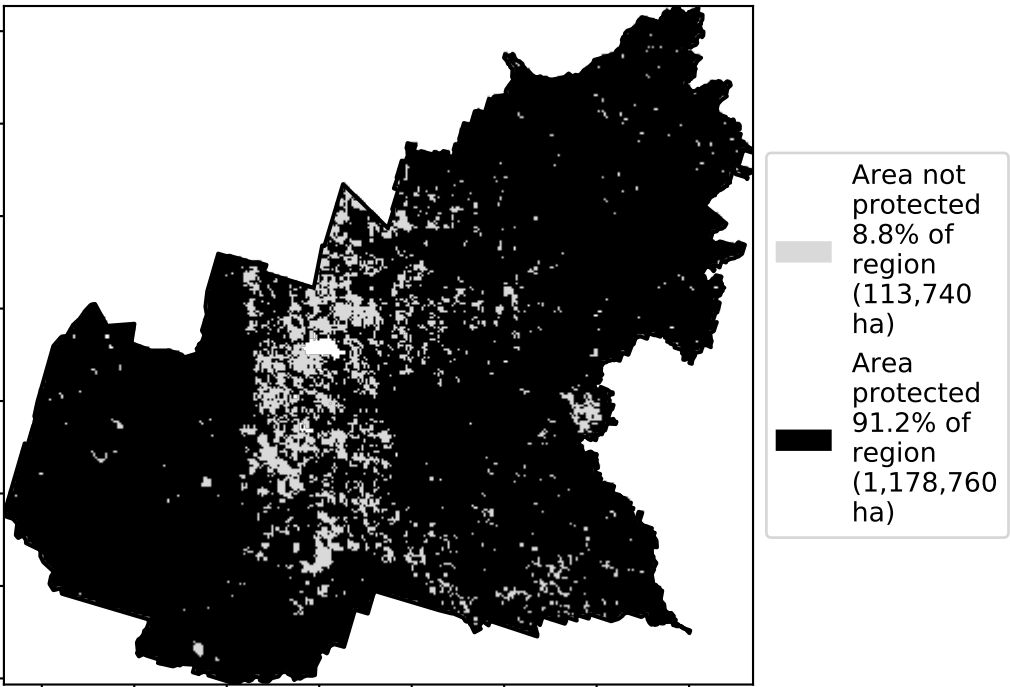 Area not
protected
8.8% of
region
(113,740
ha)
Area
protected
91.2% of
region
(1,178,760
ha)